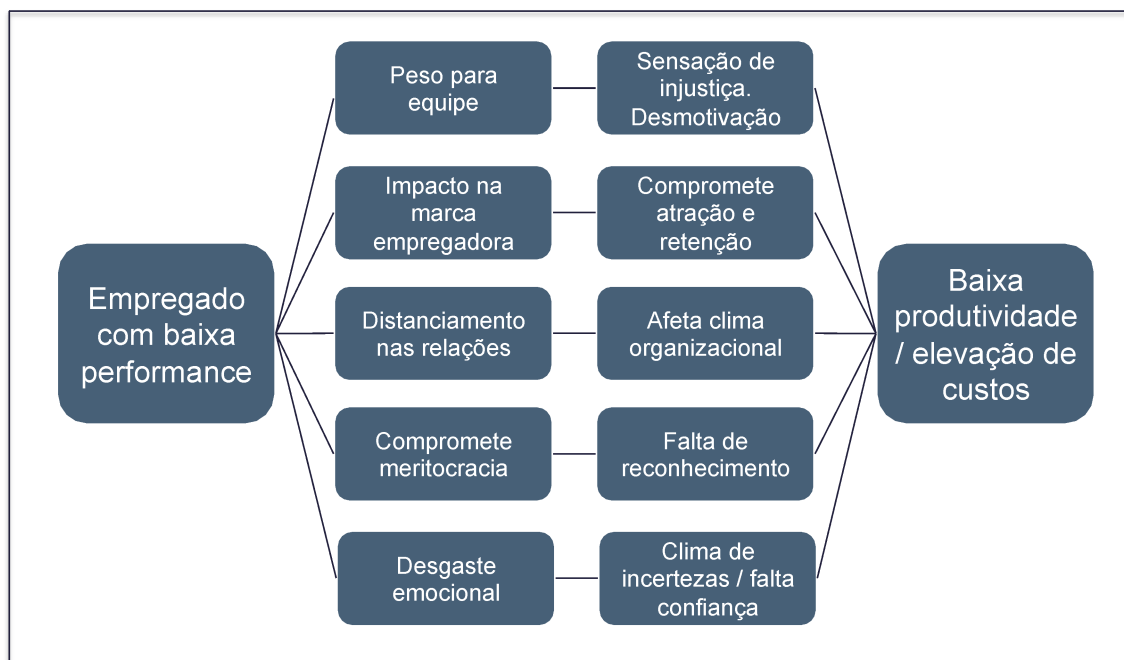 Empregado
com baixa
performance
Peso para
equipe
Sensação de
injustiça.
Desmotivação
Impacto na
marca
empregadora
Compromete
atração e
retenção
Distanciamento
nas relações
Afeta clima
organizacional
Compromete
meritocracia
Falta de
reconhecimento
Desgaste
emocional
Clima de
incertezas / falta
confiança
Baixa
produtividade
/ elevação de
custos